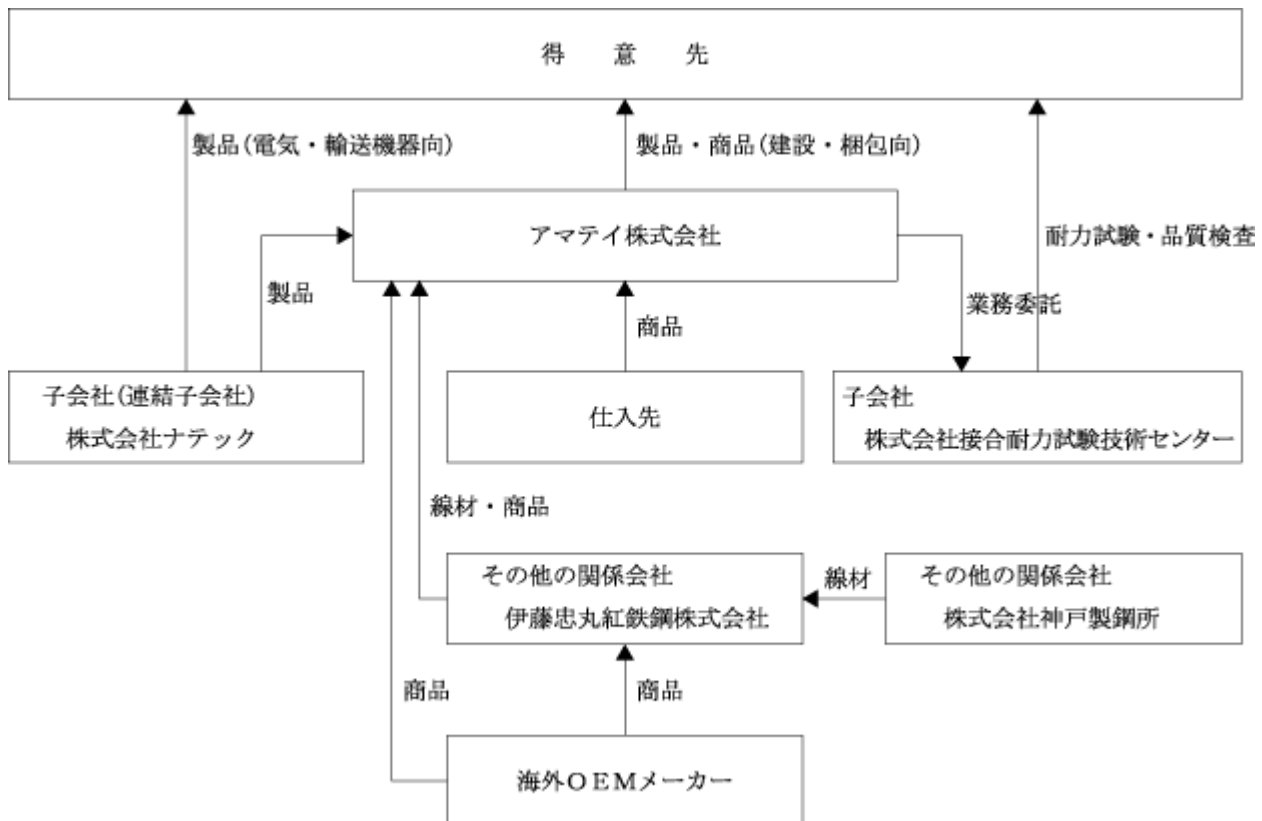 得　意　先
製品(電気・輸送機器向)
製品・商品(建設・梱包向)
アマテイ株式会社
耐力試験・品質検査
製品
商品
業務委託
子会社(連結子会社)
株式会社ナテック
仕入先
子会社
株式会社接合耐力試験技術センター
線材・商品
その他の関係会社
伊藤忠丸紅鉄鋼株式会社
線材
その他の関係会社
株式会社神戸製鋼所
商品
商品
海外ＯＥＭメーカー